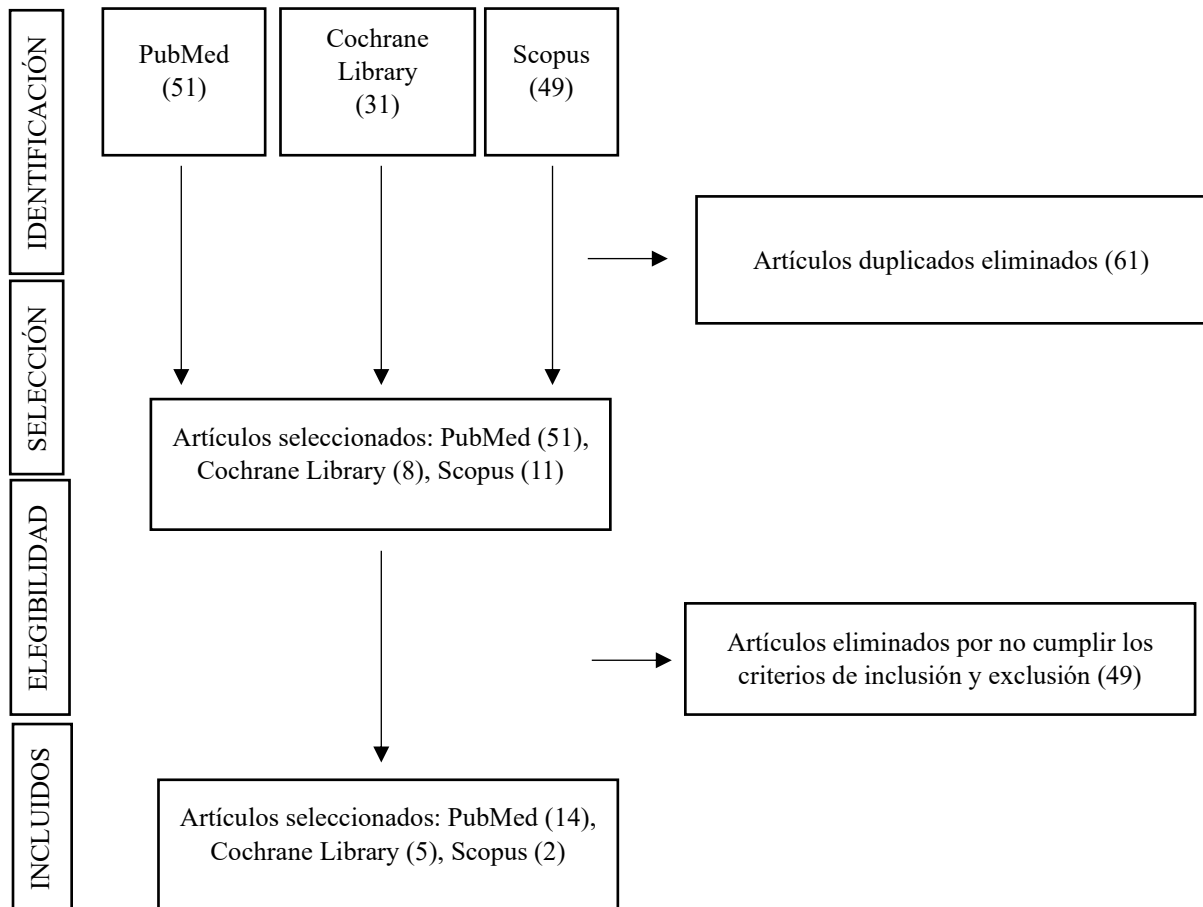 IDENTIFICACIÓN
PubMed
(51)
Cochrane
Library
(31)
Scopus
(49)
Artículos duplicados eliminados (61)
SELECCIÓN
Artículos seleccionados: PubMed (51),
Cochrane Library (8), Scopus (11)
ELEGIBILIDAD
Artículos eliminados por no cumplir los
criterios de inclusión y exclusión (49)
INCLUIDOS
Artículos seleccionados: PubMed (14),
Cochrane Library (5), Scopus (2)